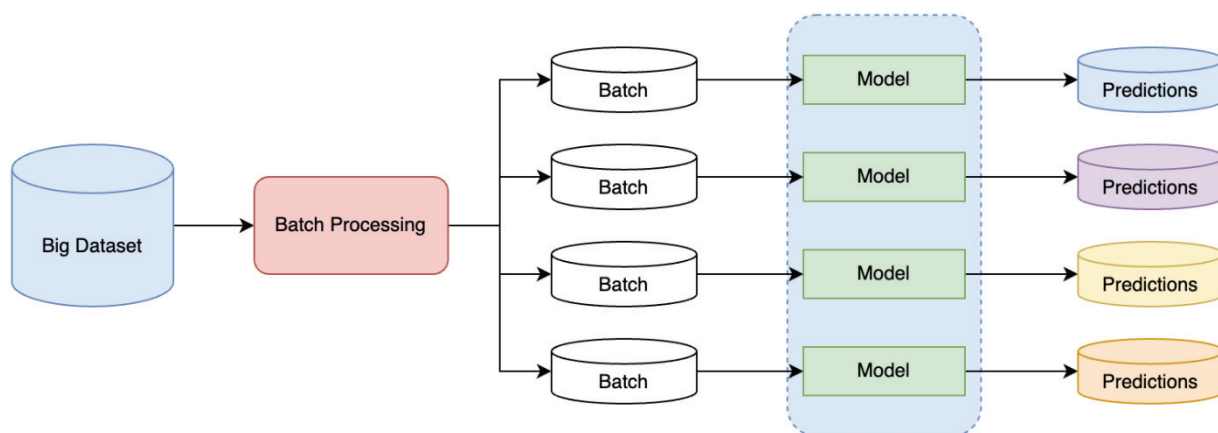 Big Dataset
Batch Processing
Batch
Model
Predictions
Batch
Model
Predictions
Batch
Model
Predictions
Batch
Model
Predictions